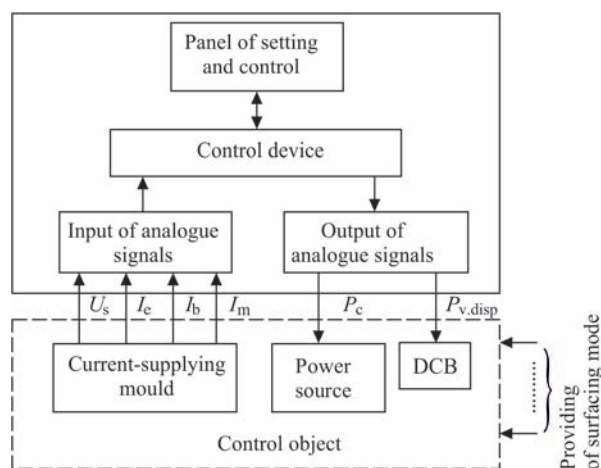 Panel of setting
and control
Control device
Input of analogue
signals
Output of
analogue signals
Us Ie Ib Im Pc Pv.disp
Current-supplying
mould
Power
source
DCB
Control object
Providing
of surfacing mode